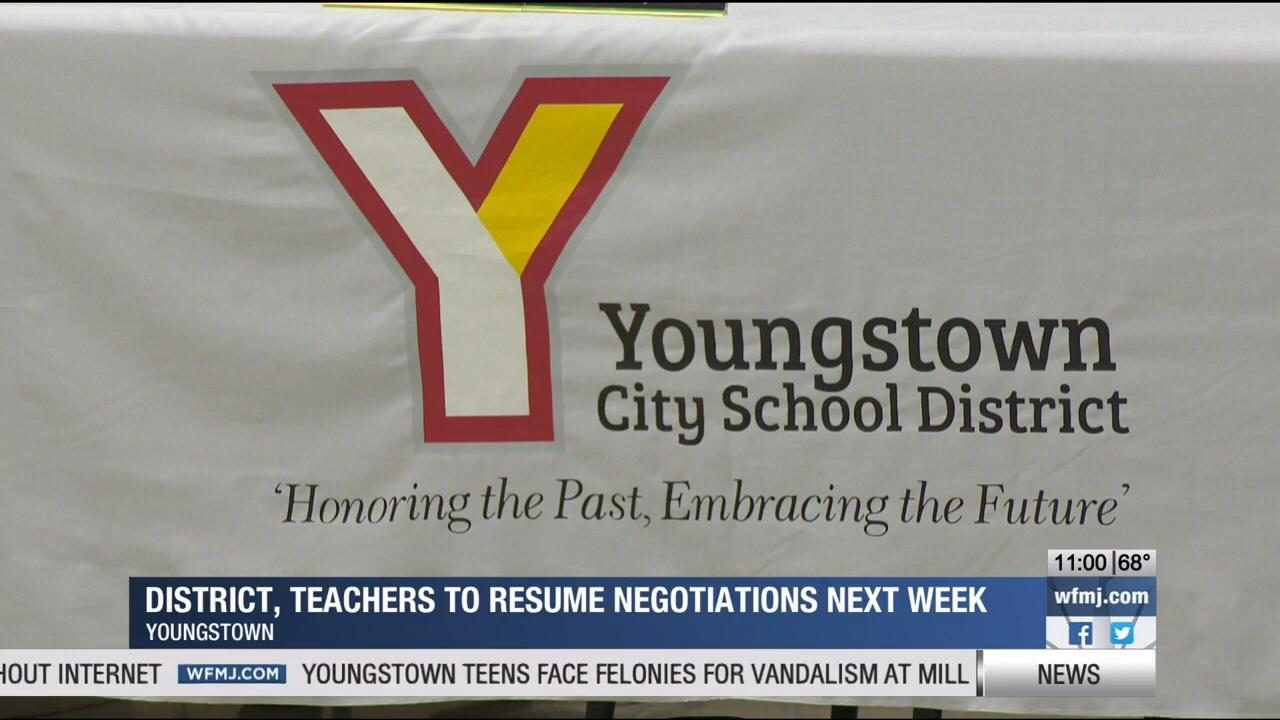 Y
Youngstown
City School District
‘Honoring the Past, Embracing the Future’
11:00 | 68°
DISTRICT, TEACHERS TO RESUME NEGOTIATIONS NEXT WEEK
wfmj.com
YOUNGSTOWN
HOUT INTERNET WFMJ.COM YOUNGSTOWN TEENS FACE FELONIES FOR VANDALISM AT MILL
NEWS